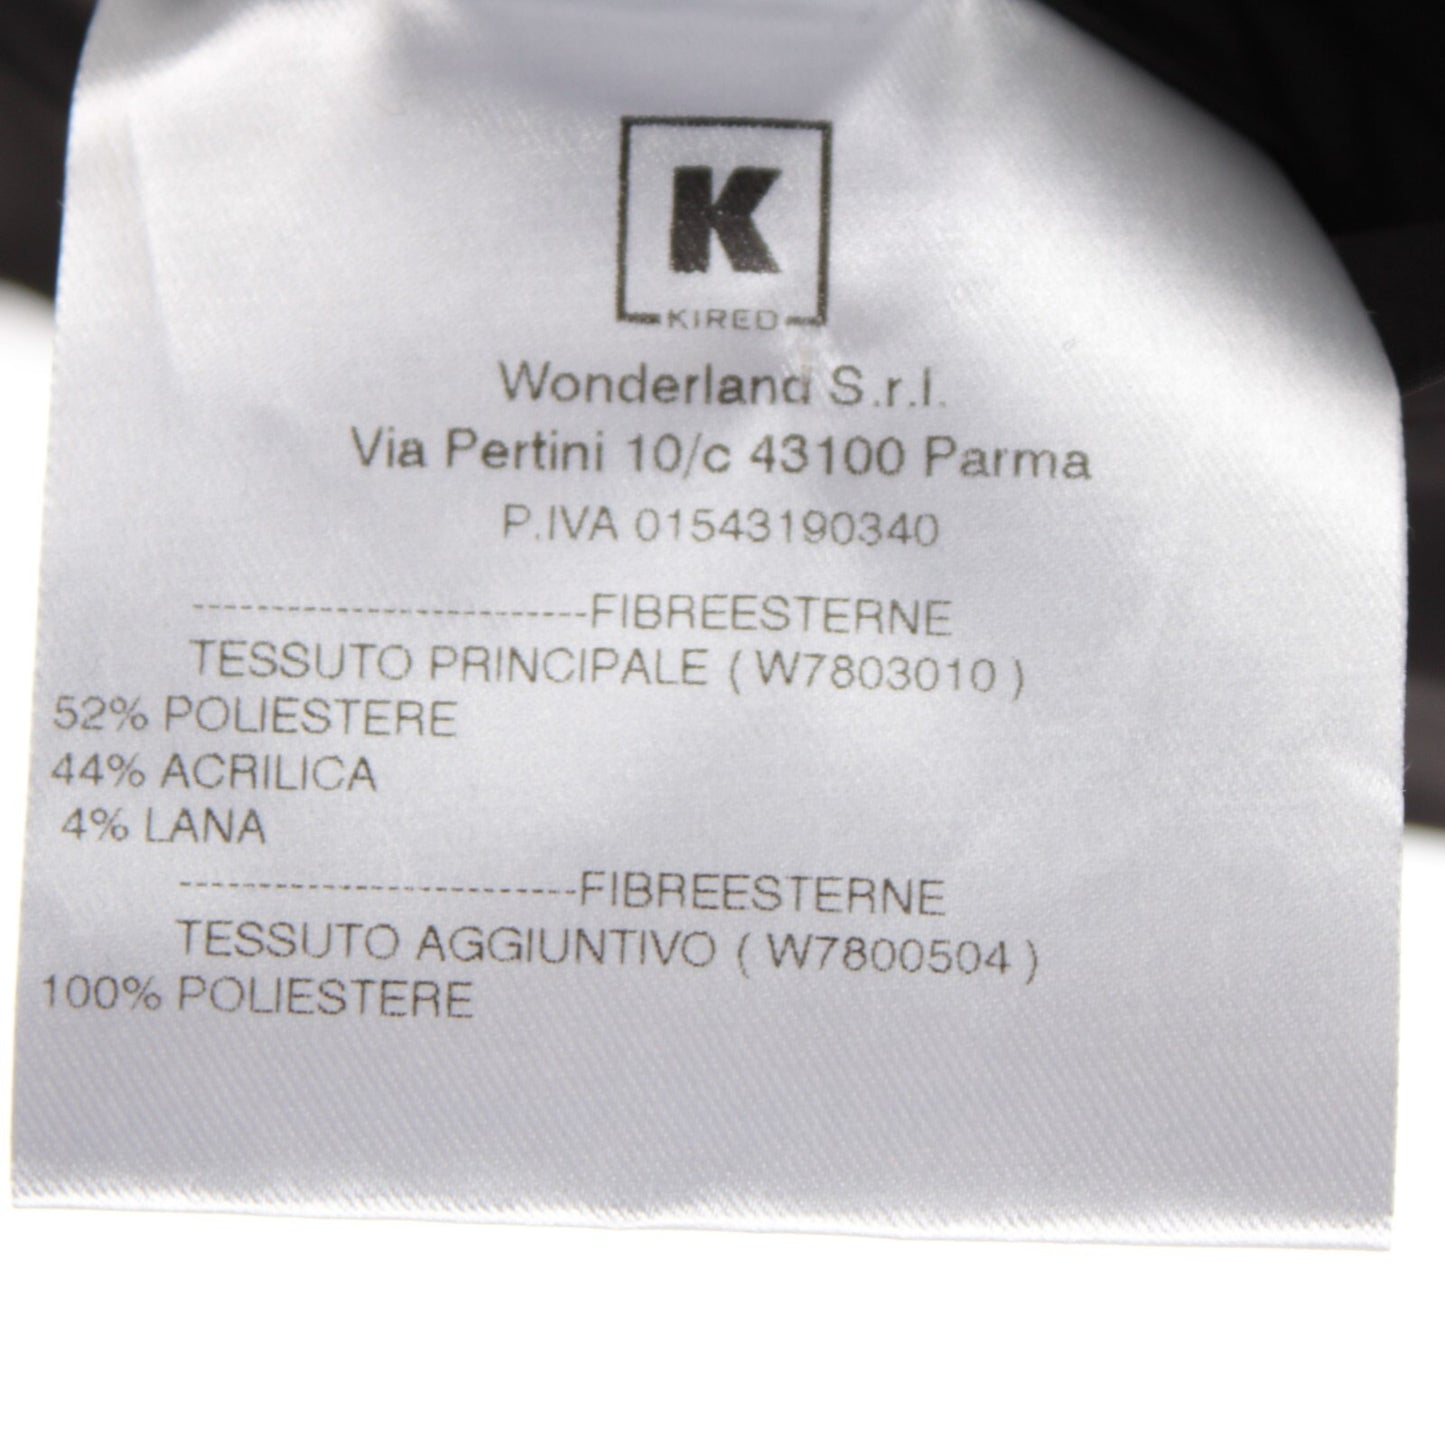 K
KIRED
Wonderland S.r.l.
Via Pertini 10/c 43100 Parma
P.IVA 01543190340
-------------------------FIBREESTERNE
TESSUTO PRINCIPALE ( W7803010 )
52% POLIESTERE
44% ACRILICA
4% LANA
-------------------------FIBREESTERNE
TESSUTO AGGIUNTIVO ( W7800504 )
100% POLIESTERE